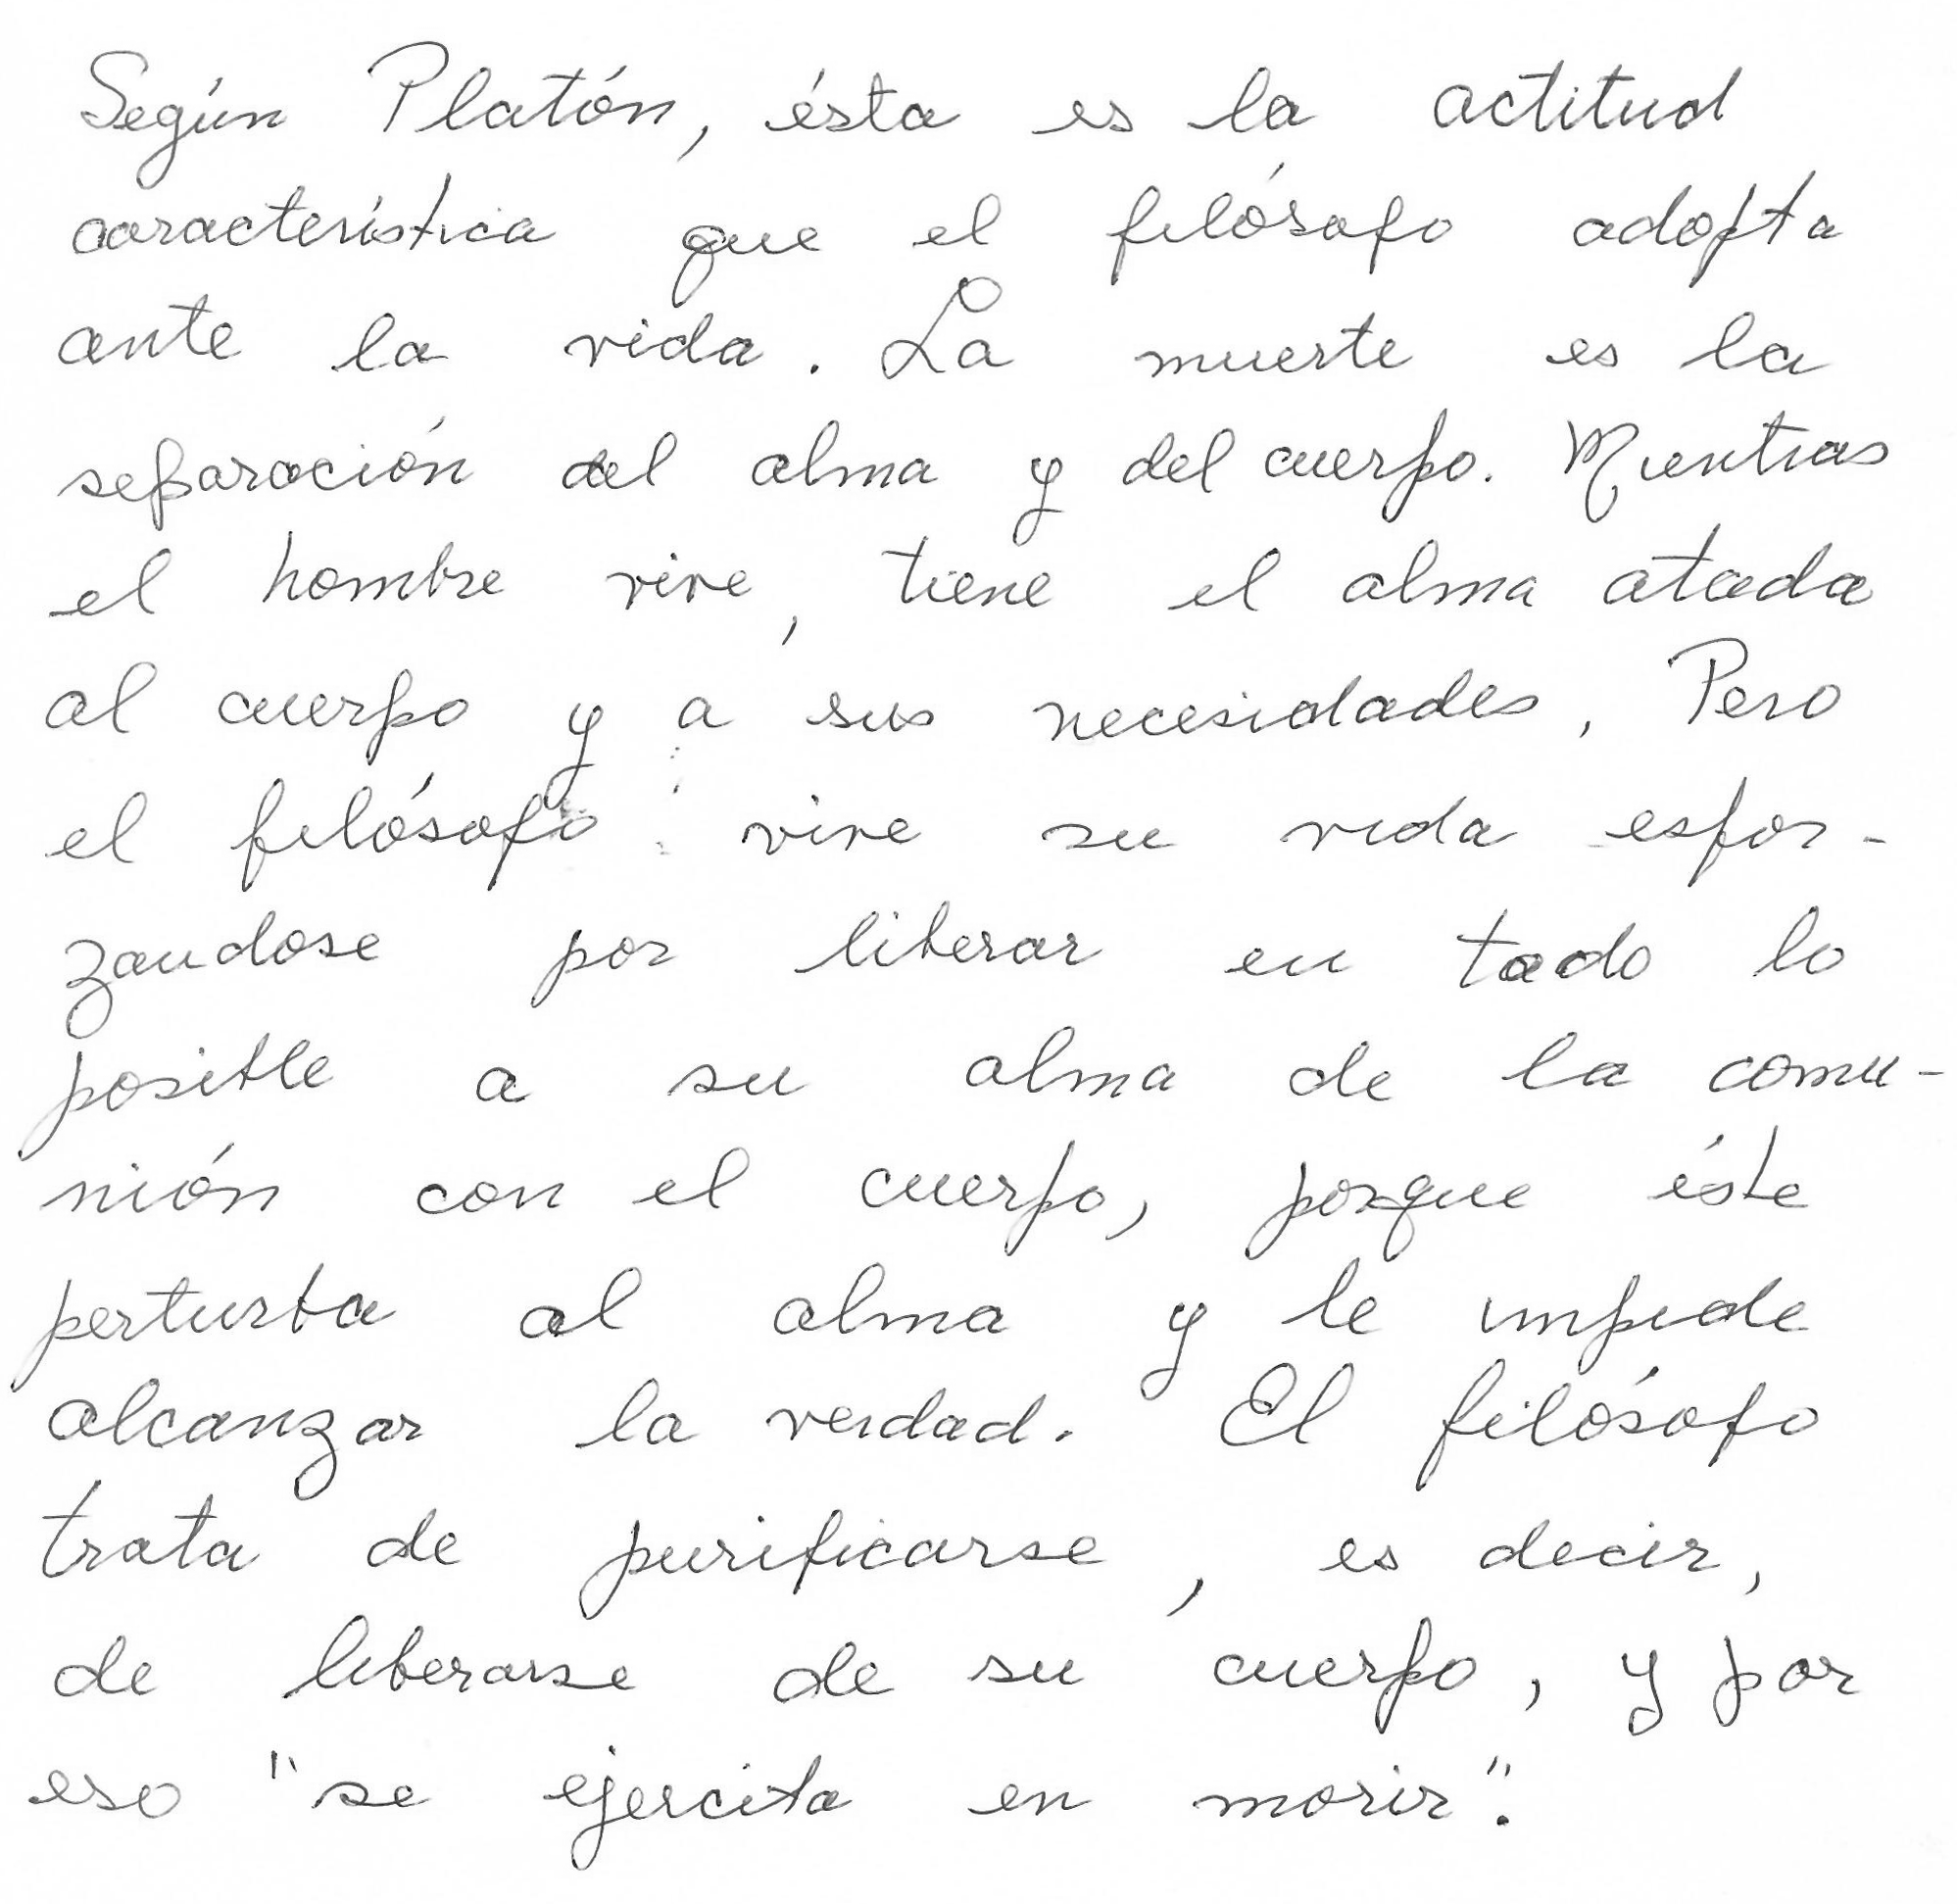 Según Platón, ésta es la actitud
característica que el filósofo adopta
ante la vida. La muerte es la
separación del alma y del cuerpo. Mientras
el hombre vive, tiene el alma atada
al cuerpo y a sus necesidades. Pero
el filósofo vive su vida esfor-
zandose por liberar en todo lo
posible a su alma de la comu-
nión con el cuerpo, porque éste
perturba al alma y le impide
alcanzar la verdad. El filósofo
trata de purificarse, es decir,
de liberarse de su cuerpo, y por
eso "se ejercita en morir".